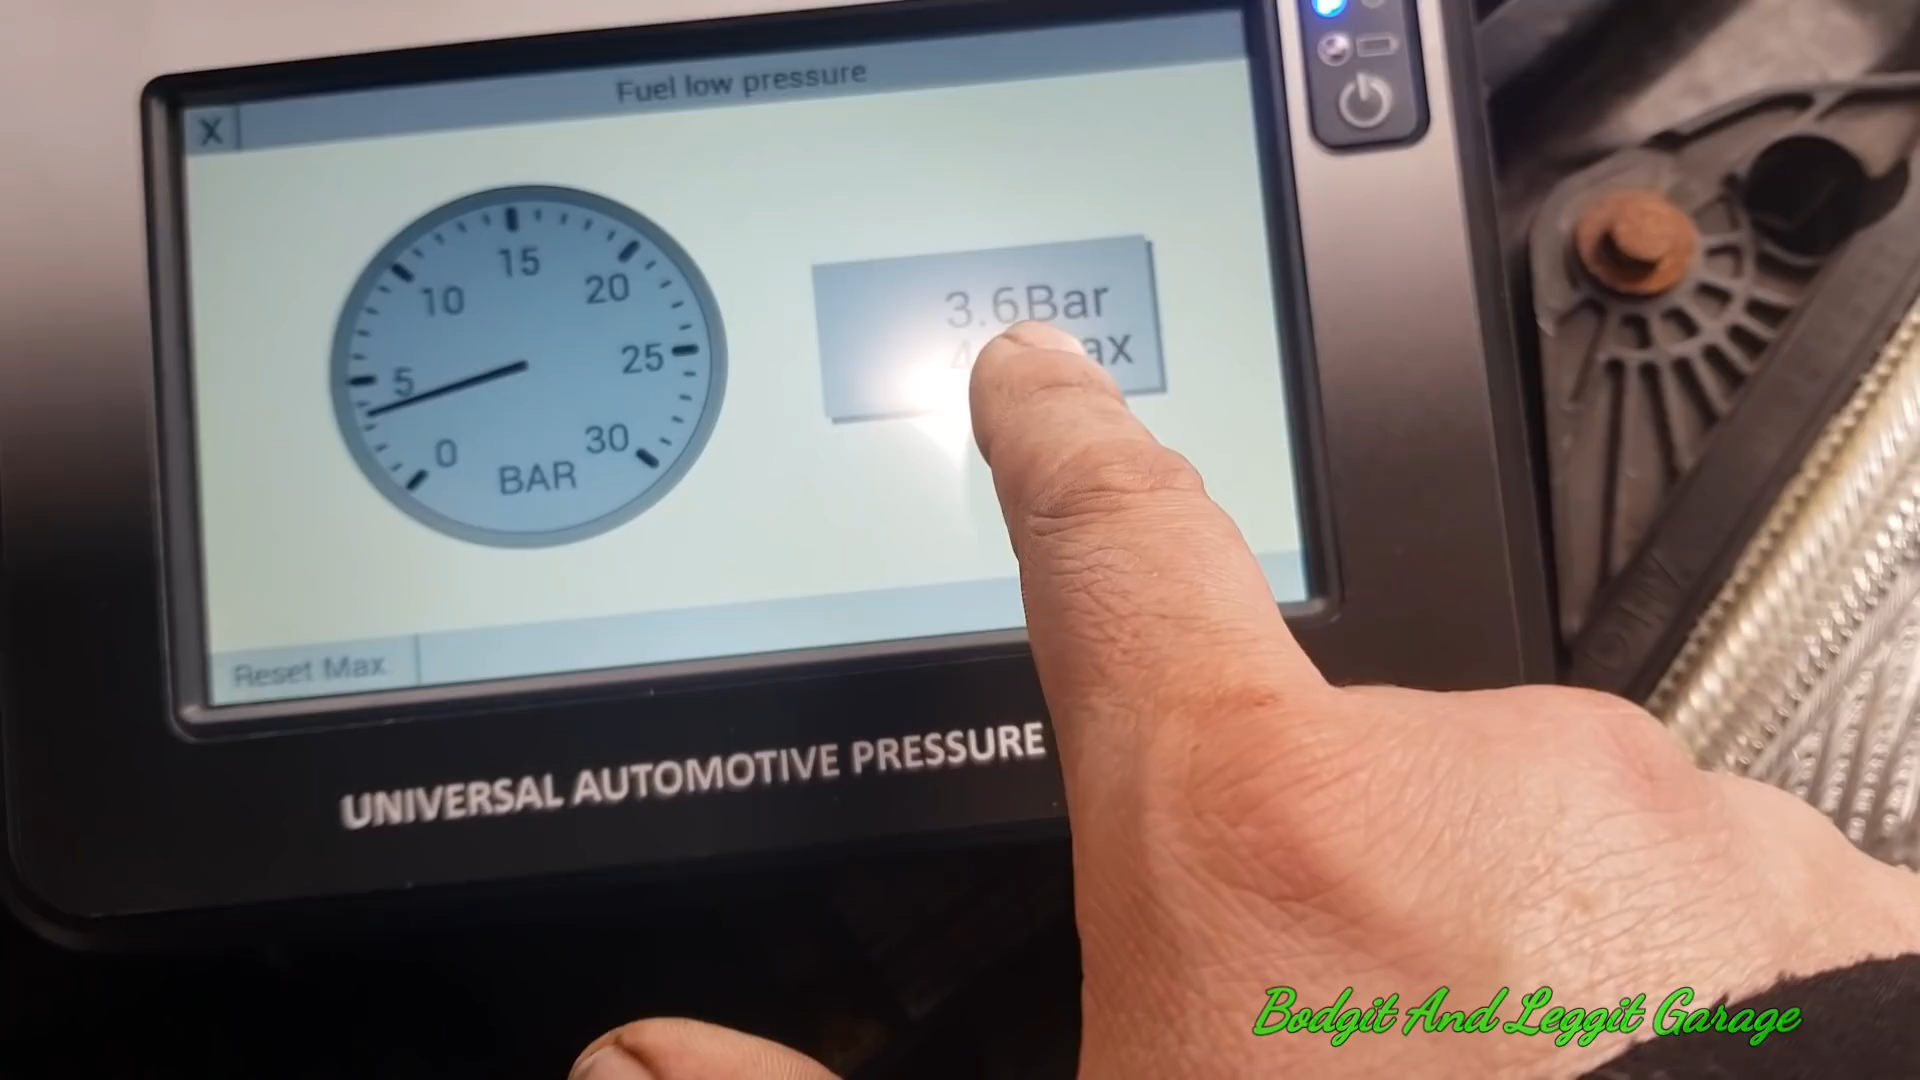 Fuel low pressure
X
15
10
20
5
25
0
30
BAR
3.6Bar
Reset Max.
UNIVERSAL AUTOMOTIVE PRESSURE
Bodgit And Leggit Garage